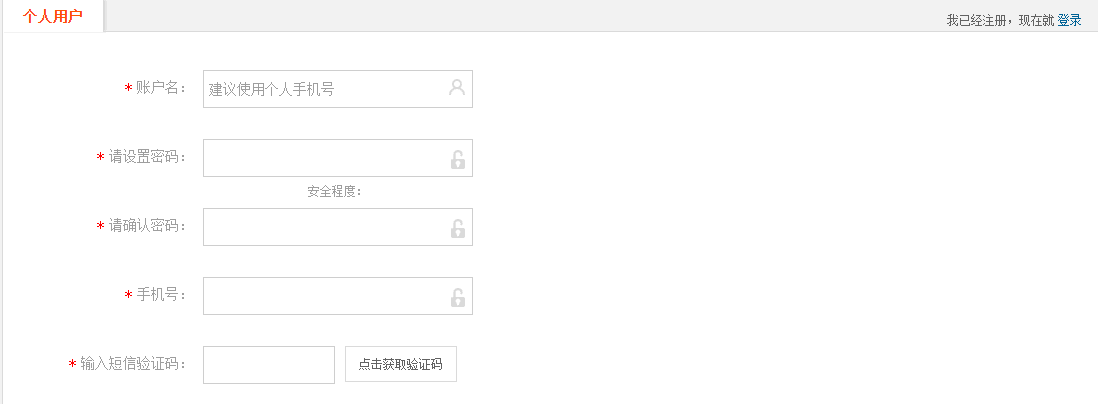 个人用户
我已经注册，现在就 登录
* 账户名：
建议使用个人手机号
* 请设置密码：
安全程度：
* 请确认密码：
* 手机号：
* 输入短信验证码：
点击获取验证码